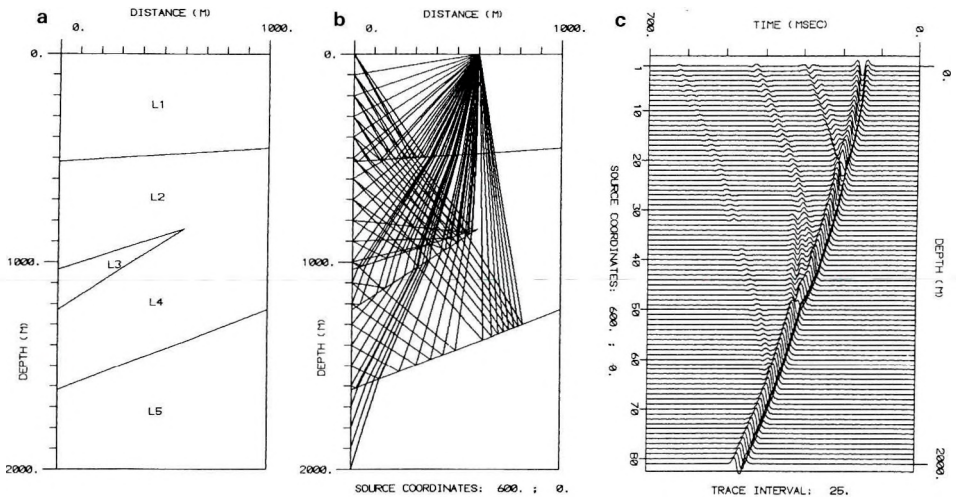 a
DISTANCE (M)
0.
1000.
0.
L1
L2
L3
1000.
L4
DEPTH (M)
L5
2000.
b
DISTANCE (M)
0.
1000.
0.
1000.
DEPTH (M)
2000.
SOURCE COORDINATES: 600. ; 0.
c
700.
TIME (MSEC)
0.
1
10
20
30
40
50
60
70
80
SOURCE COORDINATES: 600. ; 0.
0.
DEPTH (M)
2000.
TRACE INTERVAL: 25.